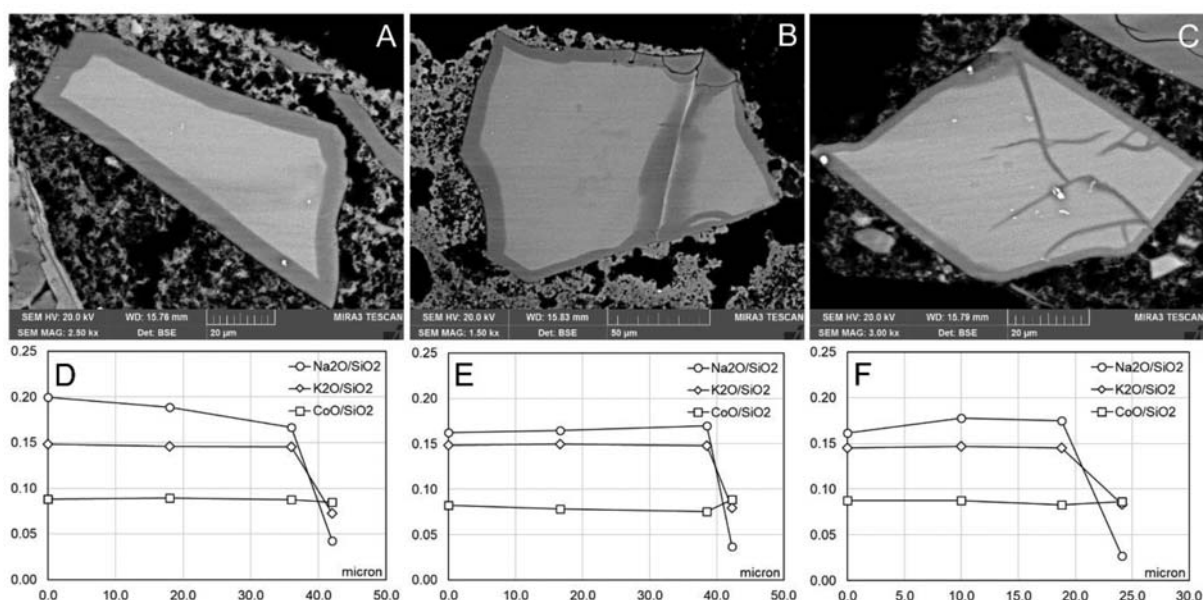 A
SEM HV: 20.0 kV WD: 15.76 mm MIRA3 TESCAN
SEM MAG: 2.50 kx Det: BSE 20 µm
B
SEM HV: 20.0 kV WD: 15.83 mm MIRA3 TESCAN
SEM MAG: 1.50 kx Det: BSE 50 µm
C
SEM HV: 20.0 kV WD: 15.79 mm MIRA3 TESCAN
SEM MAG: 3.00 kx Det: BSE 20 µm
D
Na2O/SiO2
K2O/SiO2
CoO/SiO2
0.25
0.20
0.15
0.10
0.05
0.00
micron
0.0 10.0 20.0 30.0 40.0 50.0
E
Na2O/SiO2
K2O/SiO2
CoO/SiO2
0.25
0.20
0.15
0.10
0.05
0.00
micron
0.0 10.0 20.0 30.0 40.0 50.0
F
Na2O/SiO2
K2O/SiO2
CoO/SiO2
0.25
0.20
0.15
0.10
0.05
0.00
micron
0.0 5.0 10.0 15.0 20.0 25.0 30.0